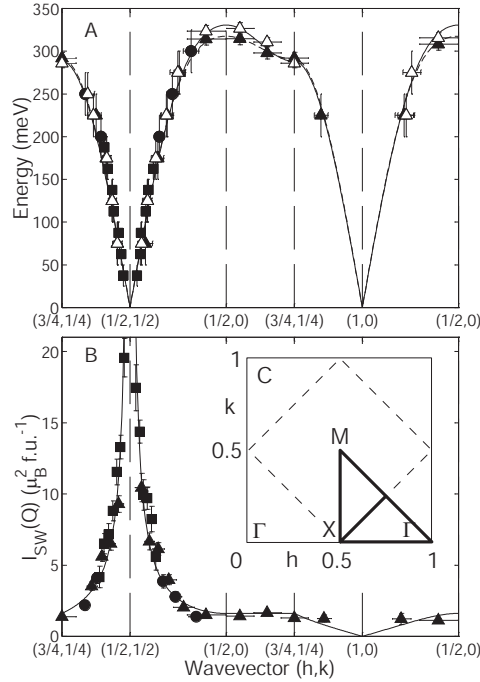 A
350
300
250
200
150
100
50
0
Energy (meV)
(3/4,1/4) (1/2,1/2) (1/2,0) (3/4,1/4) (1,0) (1/2,0)
B
20
15
10
5
0
I_SW(Q) (μ_B² f.u.⁻¹)
C
1
k
0.5
M
Γ X Γ
0 h 0.5 1
(3/4,1/4) (1/2,1/2) (1/2,0) (3/4,1/4) (1,0) (1/2,0)
Wavevector (h,k)